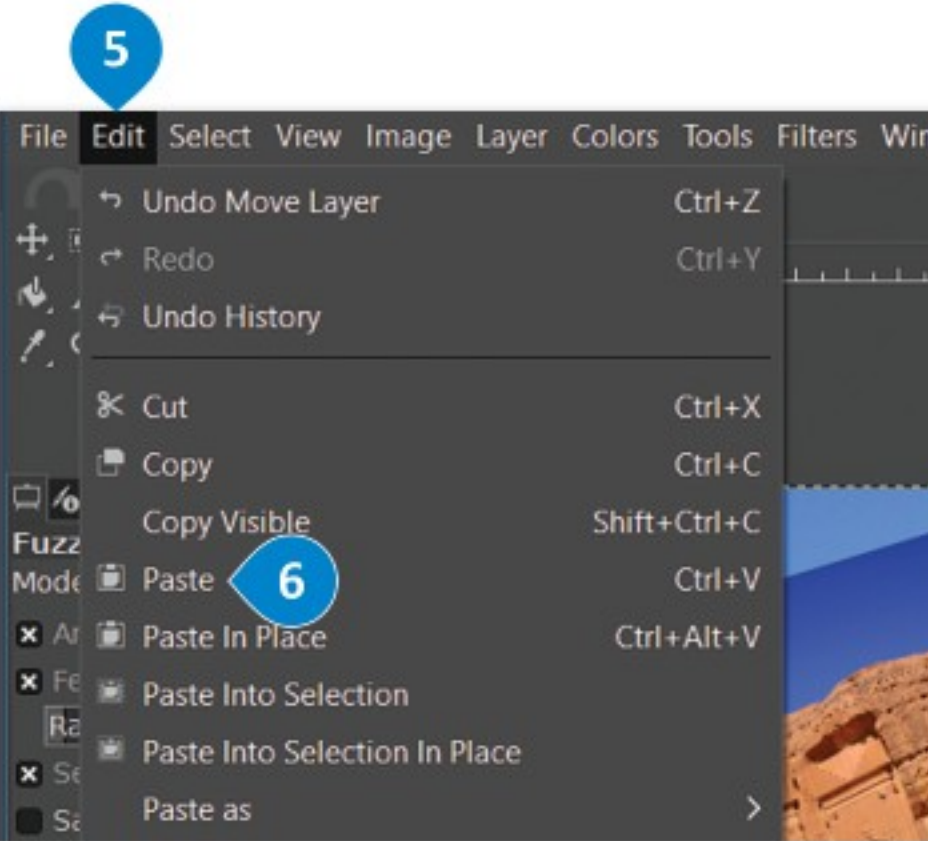 5
File Edit Select View Image Layer Colors Tools Filters
Undo Move Layer Ctrl+Z
Redo Ctrl+Y
Undo History
Cut Ctrl+X
Copy Ctrl+C
Copy Visible Shift+Ctrl+C
Paste 6 Ctrl+V
Paste In Place Ctrl+Alt+V
Paste Into Selection
Paste Into Selection In Place
Paste as